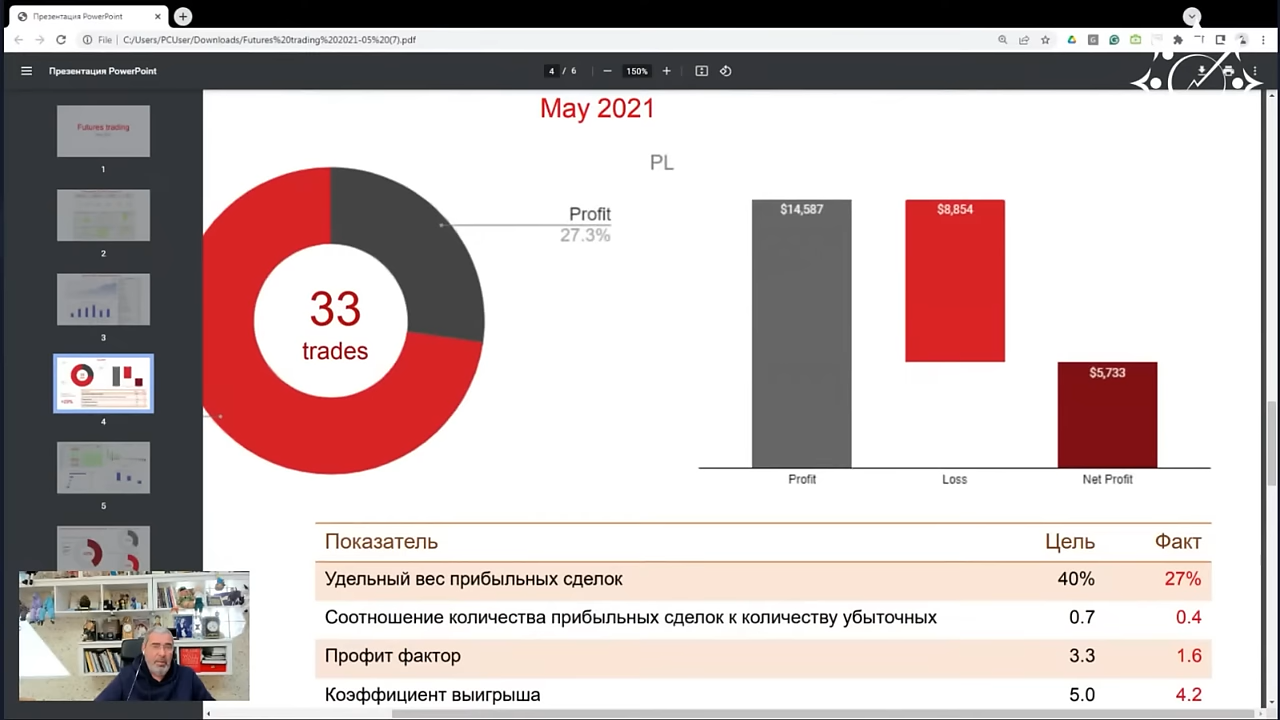 Презентация PowerPoint
File
C:/Users/PCUser/Downloads/Futures%20trading%202021-05%20(7).pdf
Презентация PowerPoint
4 / 6
150%
Futures trading
1
2
3
4
5
May 2021
PL
Profit
27.3%
33
trades
$14,587
$8,854
$5,733
Profit
Loss
Net Profit
Показатель Цель Факт
Удельный вес прибыльных сделок 40% 27%
Соотношение количества прибыльных сделок к количеству убыточных 0.7 0.4
Профит фактор 3.3 1.6
Коэффициент выигрыша 5.0 4.2